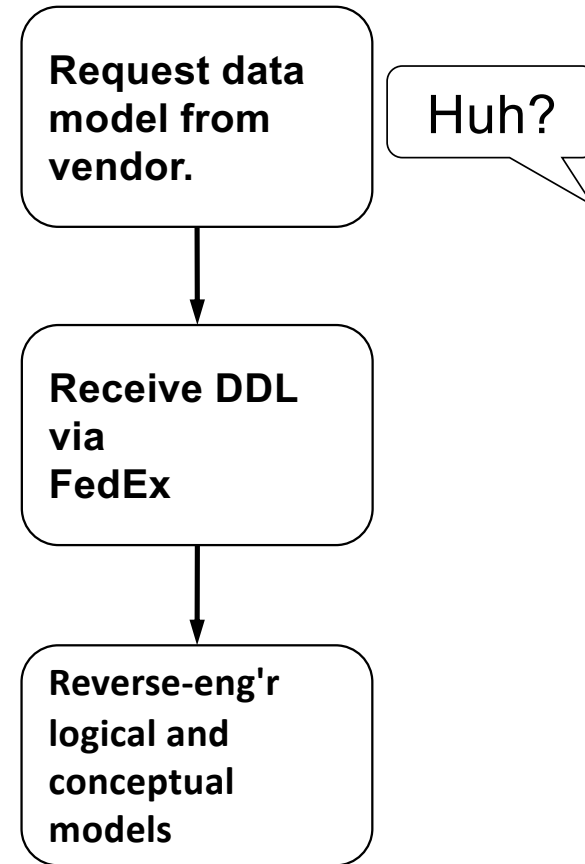 Request data
model from
vendor.
Huh?
Receive DDL
via
FedEx
Reverse-eng'r
logical and
conceptual
models